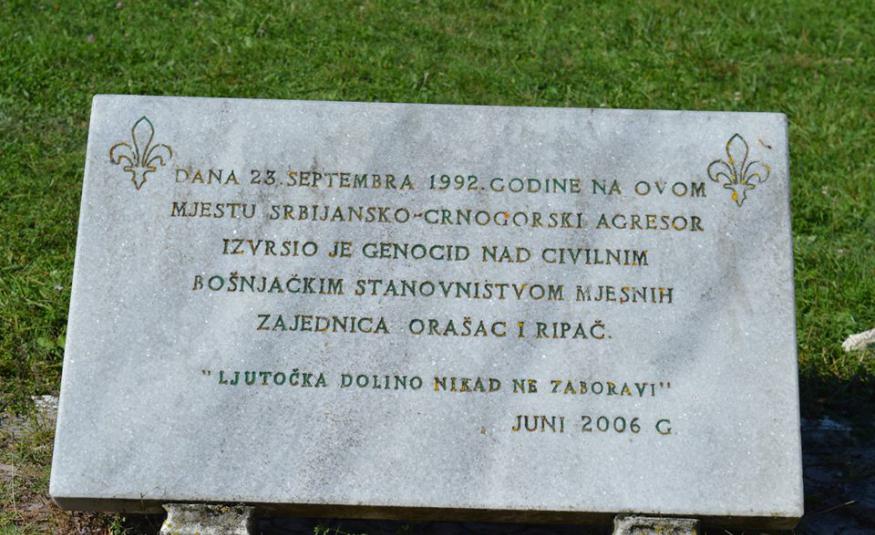 DANA 23.SEPTEMBRA 1992.GODINE NA OVOM
MJESTU SRBIJANSKO-CRNOGORSKI AGRESOR
IZVRSIO JE GENOCID NAD CIVILNIM
BOŠNJAČKIM STANOVNIŠTVOM MJESNIH
ZAJEDNICA ORAŠAC I RIPAČ.
"LJUTOČKA DOLINO NIKAD NE ZABORAVI"
JUNI 2006 G.